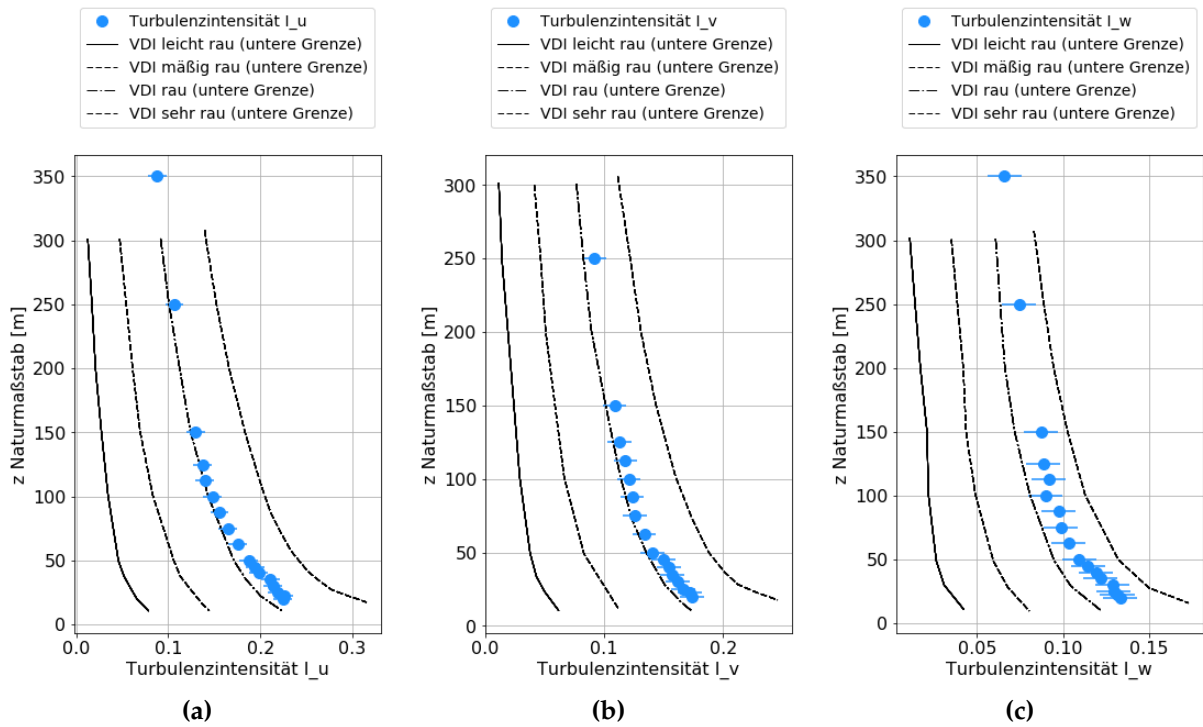 Turbulenzintensität I_u
VDI leicht rau (untere Grenze)
VDI mäßig rau (untere Grenze)
VDI rau (untere Grenze)
VDI sehr rau (untere Grenze)
350
300
250
200
150
100
50
0
z Naturmaßstab [m]
0.0 0.1 0.2 0.3
Turbulenzintensität I_u
(a)
Turbulenzintensität I_v
VDI leicht rau (untere Grenze)
VDI mäßig rau (untere Grenze)
VDI rau (untere Grenze)
VDI sehr rau (untere Grenze)
300
250
200
150
100
50
0
z Naturmaßstab [m]
0.0 0.1 0.2
Turbulenzintensität I_v
(b)
Turbulenzintensität I_w
VDI leicht rau (untere Grenze)
VDI mäßig rau (untere Grenze)
VDI rau (untere Grenze)
VDI sehr rau (untere Grenze)
350
300
250
200
150
100
50
0
z Naturmaßstab [m]
0.05 0.10 0.15
Turbulenzintensität I_w
(c)